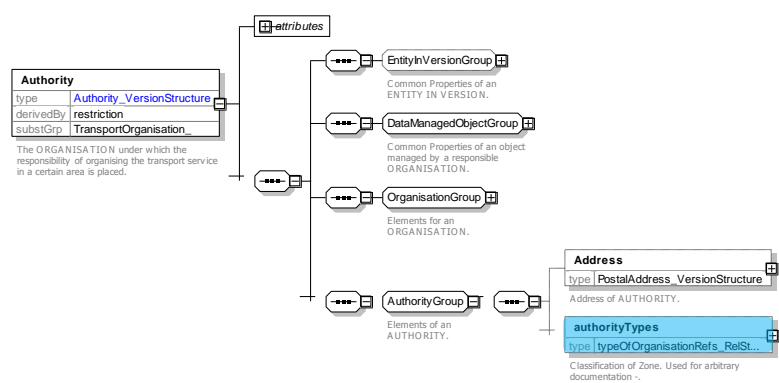 attributes
Authority
type Authority_VersionStructure
derivedBy restriction
substGrp TransportOrganisation_
The ORGANISATION under which the
responsibility of organising the transport service
in a certain area is placed.
EntityInVersionGroup
Common Properties of an
ENTITY IN VERSION.
DataManagedObjectGroup
Common Properties of an object
managed by a responsible
ORGANISATION.
OrganisationGroup
Elements for an
ORGANISATION.
AuthorityGroup
Elements of an
AUTHORITY.
Address
type PostalAddress_VersionStructure
Address of AUTHORITY.
authorityTypes
type typeOfOrganisationRefs_RelSt...
Classification of Zone. Used for arbitrary
documentation -.